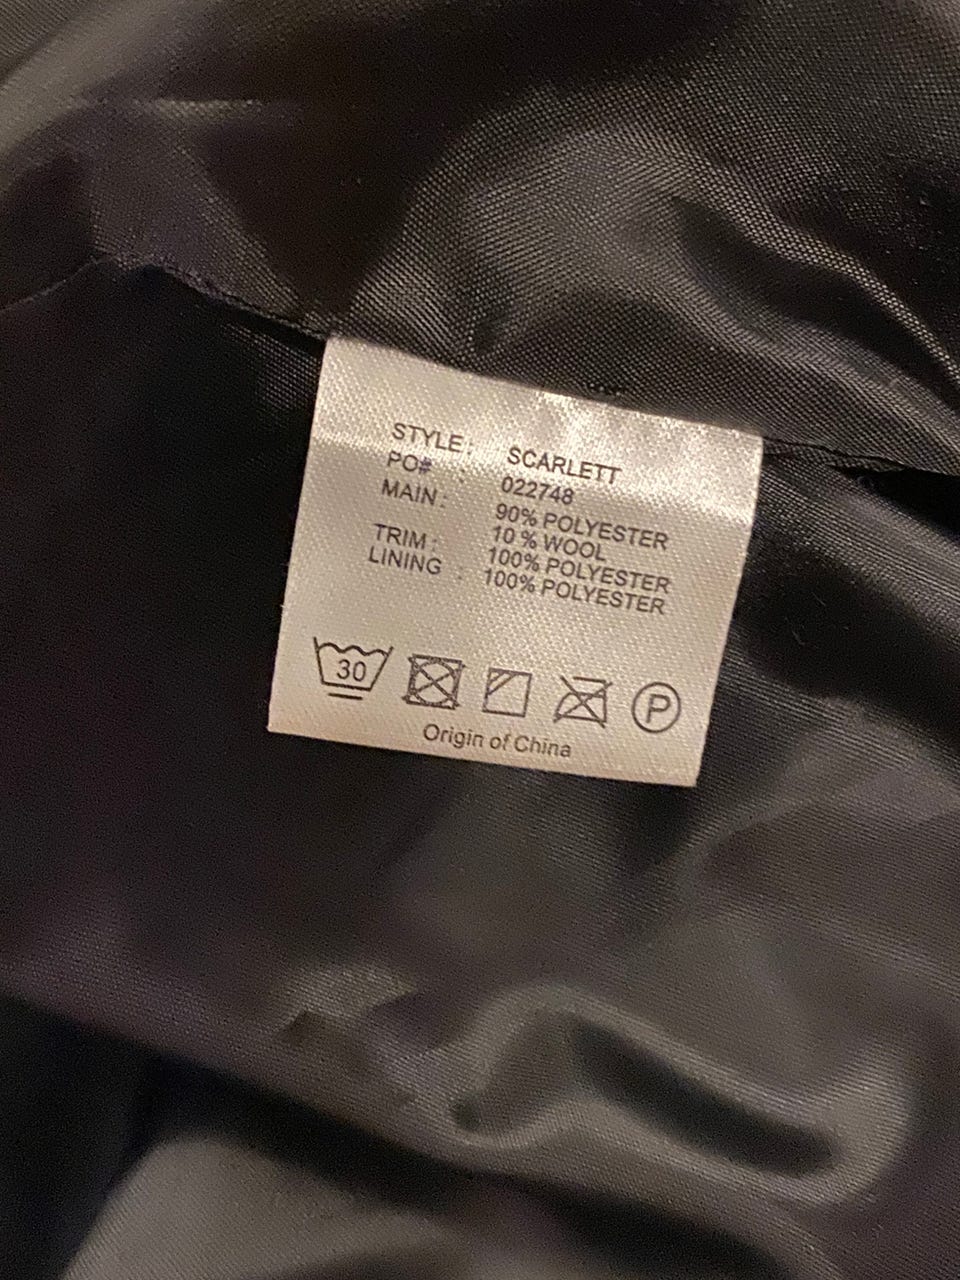 STYLE: SCARLETT
PO# : 022748
MAIN: 90% POLYESTER
10 % WOOL
TRIM: 100% POLYESTER
LINING : 100% POLYESTER
30 P
Origin of China